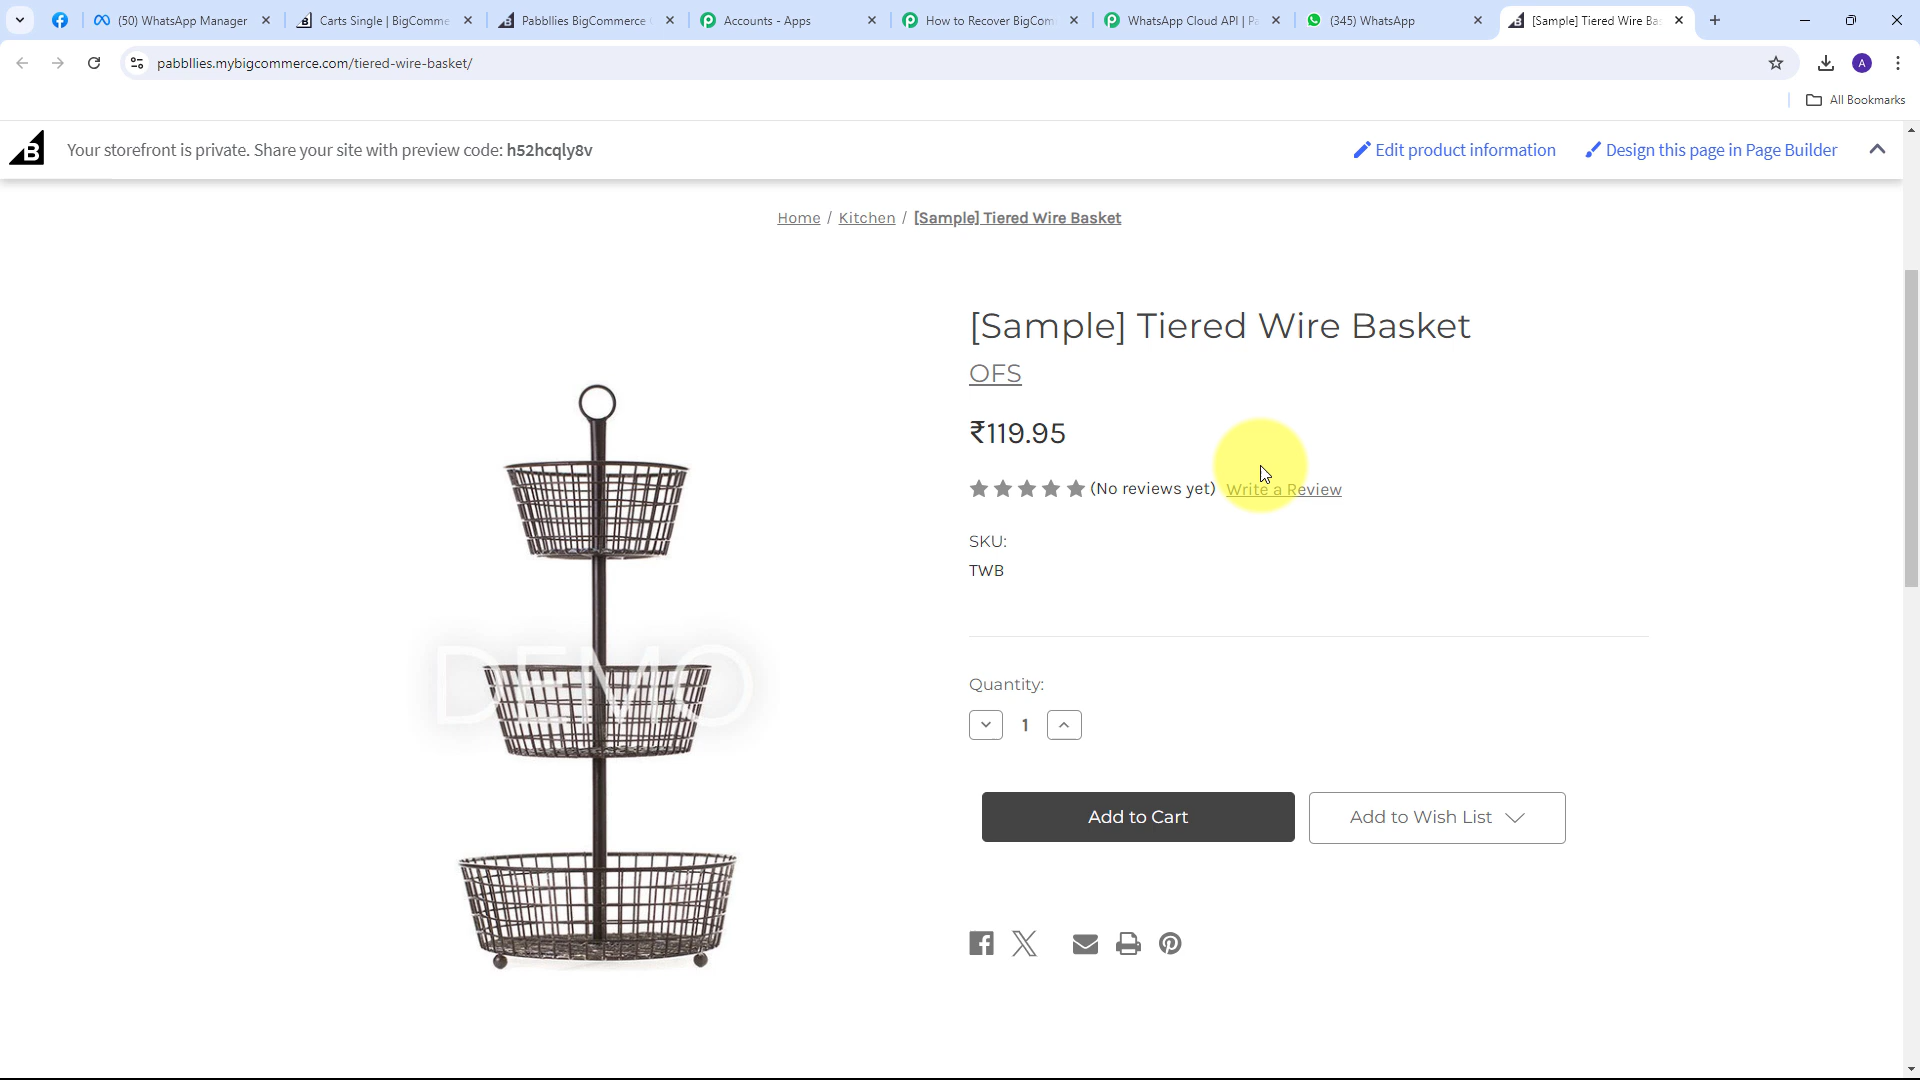 (50) WhatsApp Manager
Carts Single | BigComme
Pabbllies BigCommerce
Accounts - Apps
How to Recover BigCom
WhatsApp Cloud API | Pa
(345) WhatsApp
[Sample] Tiered Wire Ba
pabbllies.mybigcommerce.com/tiered-wire-basket/
A
All Bookmarks
B
Your storefront is private. Share your site with preview code: h52hcqly8v
Edit product information
Design this page in Page Builder
Home / Kitchen / [Sample] Tiered Wire Basket
[Sample] Tiered Wire Basket
OFS
₹119.95
(No reviews yet) Write a Review
SKU:
TWB
DEMO
Quantity:
1
Add to Cart
Add to Wish List